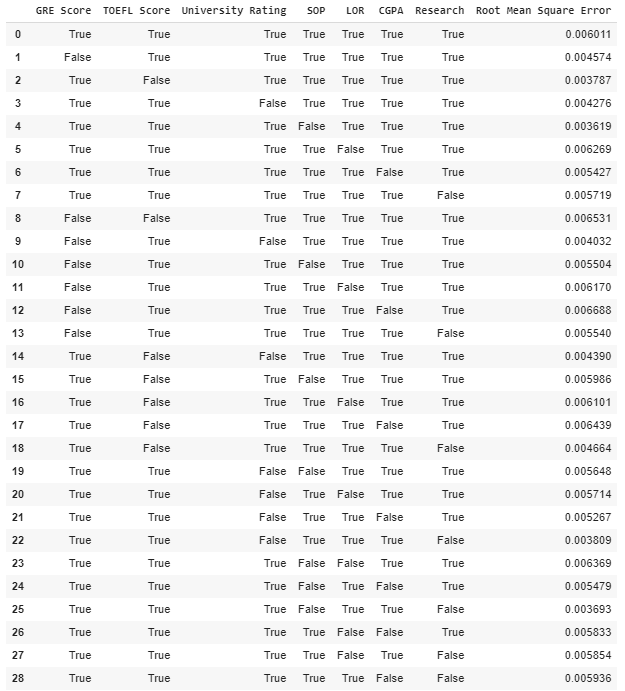 GRE Score TOEFL Score University Rating SOP LOR CGPA Research Root Mean Square Error
0 True True True True True True True 0.006011
1 False True True True True True True 0.004574
2 True False True True True True True 0.003787
3 True True False True True True True 0.004276
4 True True True False True True True 0.003619
5 True True True True False True True 0.006269
6 True True True True True False True 0.005427
7 True True True True True True False 0.005719
8 False False True True True True True 0.006531
9 False True False True True True True 0.004032
10 False True True False True True True 0.005504
11 False True True True False True True 0.006170
12 False True True True True False True 0.006688
13 False True True True True True False 0.005540
14 True False False True True True True 0.004390
15 True False True False True True True 0.005986
16 True False True True False True True 0.006101
17 True False True True True False True 0.006439
18 True False True True True True False 0.004664
19 True True False False True True True 0.005648
20 True True False True False True True 0.005714
21 True True False True True False True 0.005267
22 True True False True True True False 0.003809
23 True True True False False True True 0.006369
24 True True True False True False True 0.005479
25 True True True False True True False 0.003693
26 True True True True False False True 0.005833
27 True True True True False True False 0.005854
28 True True True True True False False 0.005936